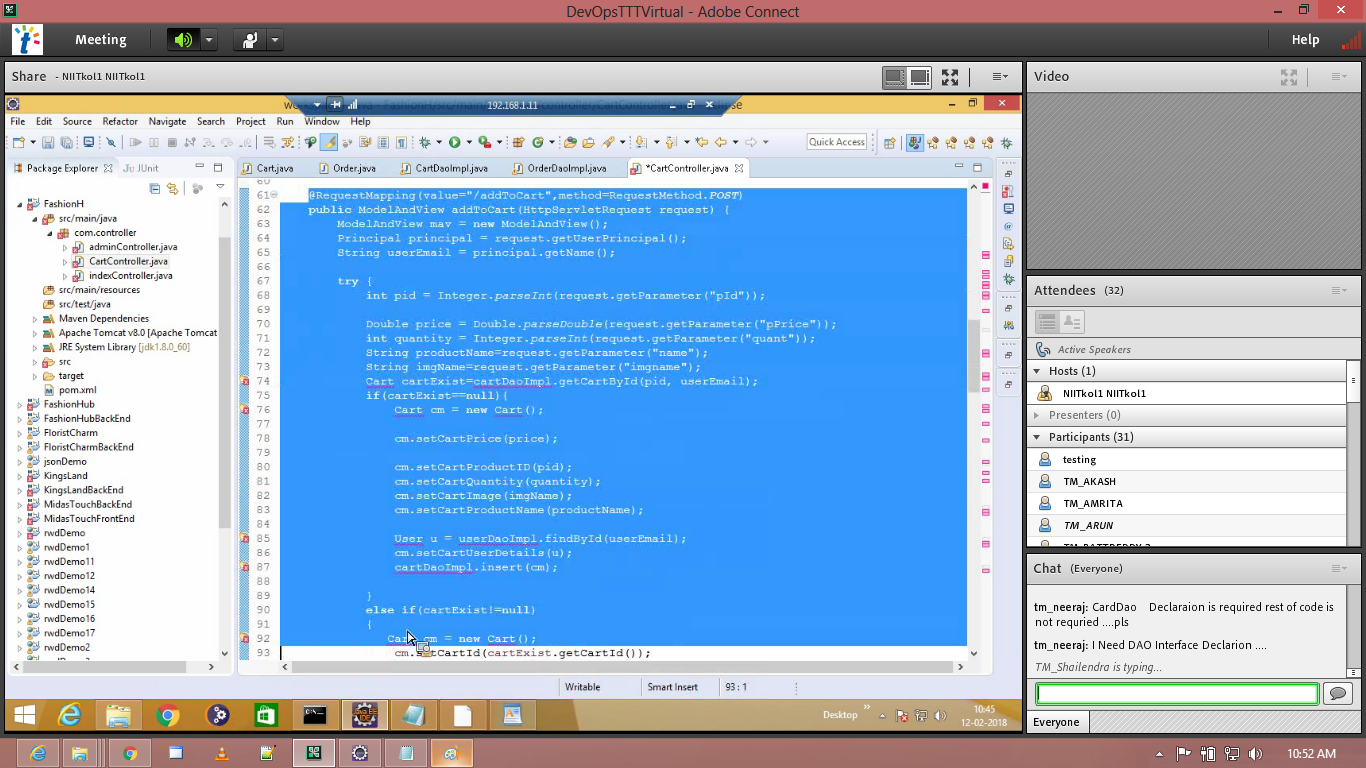 DevOpsTTTVirtual - Adobe Connect
Meeting
Help
Share - NIITkol1 NIITkol1
192.168.1.11
File Edit Source Refactor Navigate Search Project Run Window Help
Quick Access
Package Explorer JUnit
Cart.java Order.java CartDaoImpl.java OrderDaoImpl.java *CartController.java
FashionH
src/main/java
com.controller
adminController.java
CartController.java
indexController.java
src/main/resources
src/test/java
Maven Dependencies
Apache Tomcat v8.0 [Apache Tomcat
JRE System Library [jdk1.8.0_60]
src
target
pom.xml
FashionHub
FashionHubBackEnd
FloristCharm
FloristCharmBackEnd
jsonDemo
KingsLand
KingsLandBackEnd
MidasTouchBackEnd
MidasTouchFrontEnd
rwdDemo
rwdDemo1
rwdDemo11
rwdDemo12
rwdDemo14
rwdDemo15
rwdDemo16
rwdDemo17
rwdDemo2
60
61 @RequestMapping(value="/addToCart",method=RequestMethod.POST)
62 public ModelAndView addToCart(HttpServletRequest request) {
63 ModelAndView mav = new ModelAndView();
64 Principal principal = request.getUserPrincipal();
65 String userEmail = principal.getName();
66
67 try {
68 int pid = Integer.parseInt(request.getParameter("pId"));
69
70 Double price = Double.parseDouble(request.getParameter("pPrice"));
71 int quantity = Integer.parseInt(request.getParameter("quant"));
72 String productName=request.getParameter("name");
73 String imgName=request.getParameter("imgname");
74 Cart cartExist=cartDaoImpl.getCartById(pid, userEmail);
75 if(cartExist==null){
76 Cart cm = new Cart();
77
78 cm.setCartPrice(price);
79
80 cm.setCartProductID(pid);
81 cm.setCartQuantity(quantity);
82 cm.setCartImage(imgName);
83 cm.setCartProductName(productName);
84
85 User u = userDaoImpl.findById(userEmail);
86 cm.setCartUserDetails(u);
87 cartDaoImpl.insert(cm);
88
89 }
90 else if(cartExist!=null)
91 {
92 Cart cm = new Cart();
93 cm.setCartId(cartExist.getCartId());
Writable Smart Insert 93 : 1
Desktop
10:45
12-02-2018
Video
Attendees (32)
Active Speakers
Hosts (1)
NIITkol1 NIITkol1
Presenters (0)
Participants (31)
testing
TM_AKASH
TM_AMRITA
TM_ARUN
Chat (Everyone)
tm_neeraj: CardDao Declaraion is required rest of code is
not requried ....pls
tm_neeraj: I Need DAO Interface Declarion ....
TM_Shailendra is typing...
Everyone
10:52 AM